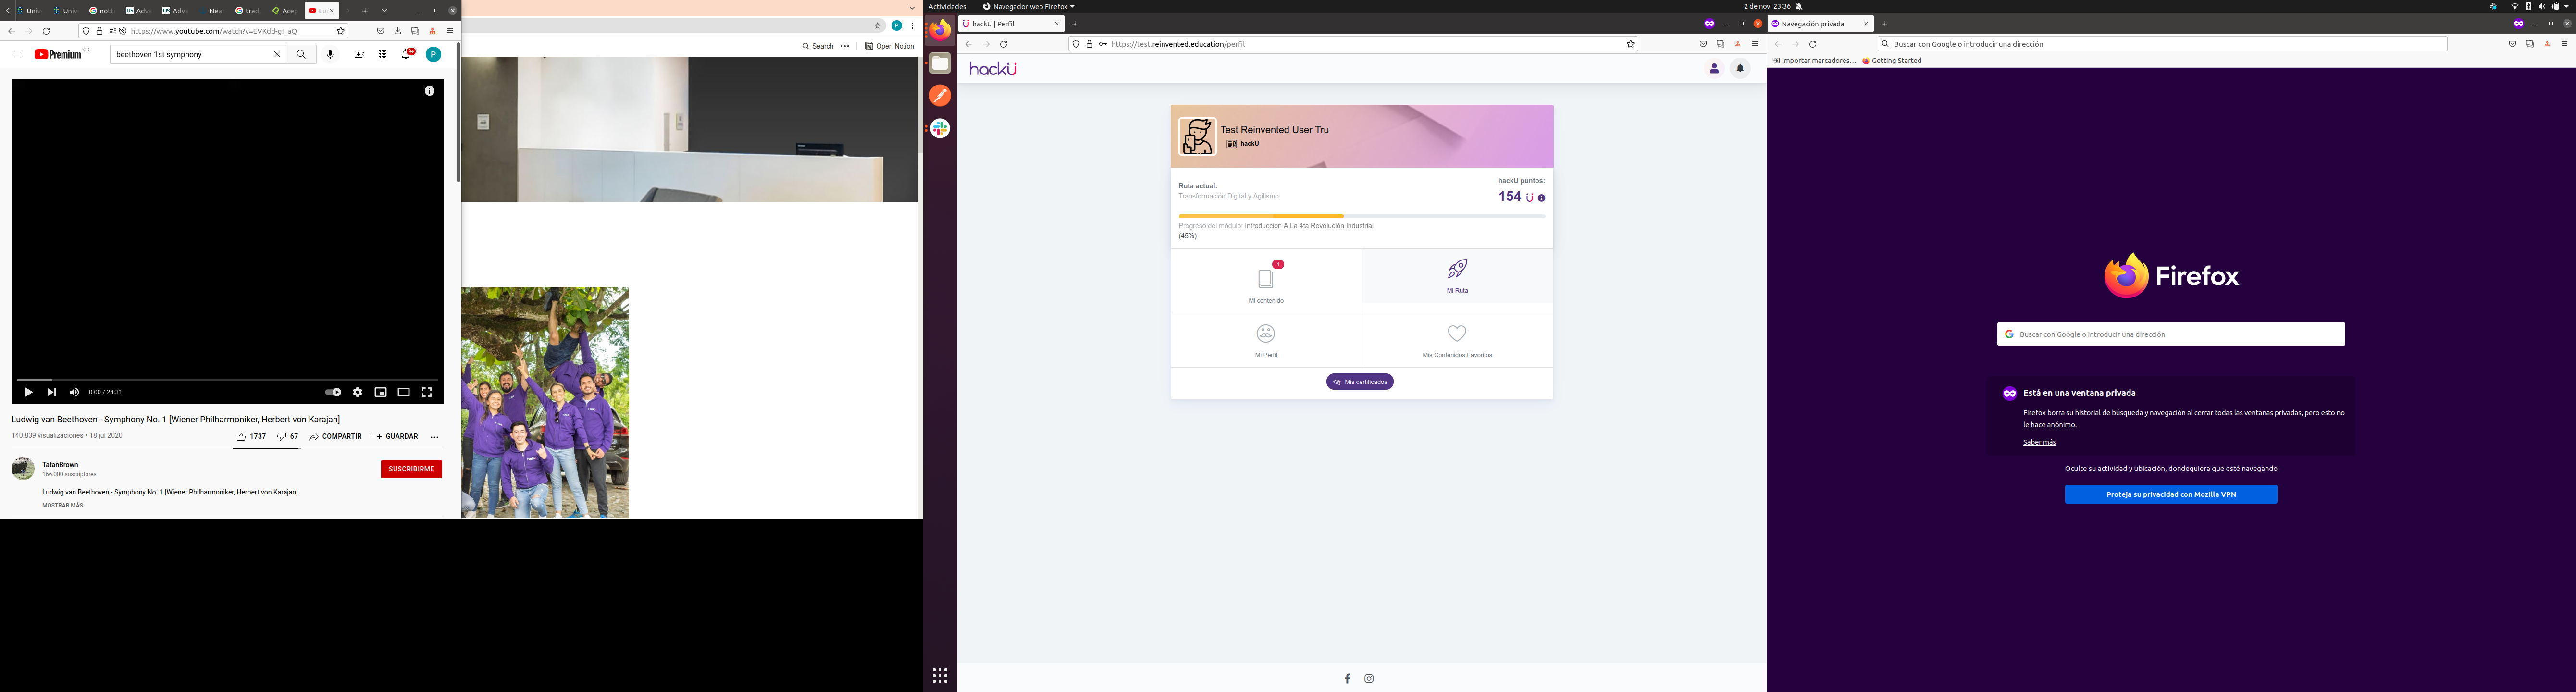 Univ
Univ
notb
Adv
Adv
New
trad
Ace
Lu
https://www.youtube.com/watch?v=EVKdd-gI_aQ
Premium CO
beethoven 1st symphony
9+
P
0:00 / 24:31
Ludwig van Beethoven - Symphony No. 1 [Wiener Philharmoniker, Herbert von Karajan]
140.839 visualizaciones • 18 jul 2020
1737
67
COMPARTIR
GUARDAR
TatanBrown
166.000 suscriptores
SUSCRIBIRME
Ludwig van Beethoven - Symphony No. 1 [Wiener Philharmoniker, Herbert von Karajan]
MOSTRAR MÁS
P
Search
Open Notion
Actividades
Navegador web Firefox
2 de nov 23:36
hackU | Perfil
https://test.reinvented.education/perfil
hackU
Test Reinvented User Tru
hackU
Ruta actual:
Transformación Digital y Agilismo
hackU puntos:
154
Progreso del módulo: Introducción A La 4ta Revolución Industrial
(45%)
1
Mi contenido
Mi Ruta
Mi Perfil
Mis Contenidos Favoritos
Mis certificados
Navegación privada
Buscar con Google o introducir una dirección
Importar marcadores…
Getting Started
Firefox
Buscar con Google o introducir una dirección
Está en una ventana privada
Firefox borra su historial de búsqueda y navegación al cerrar todas las ventanas privadas, pero esto no
le hace anónimo.
Saber más
Oculte su actividad y ubicación, dondequiera que esté navegando
Proteja su privacidad con Mozilla VPN